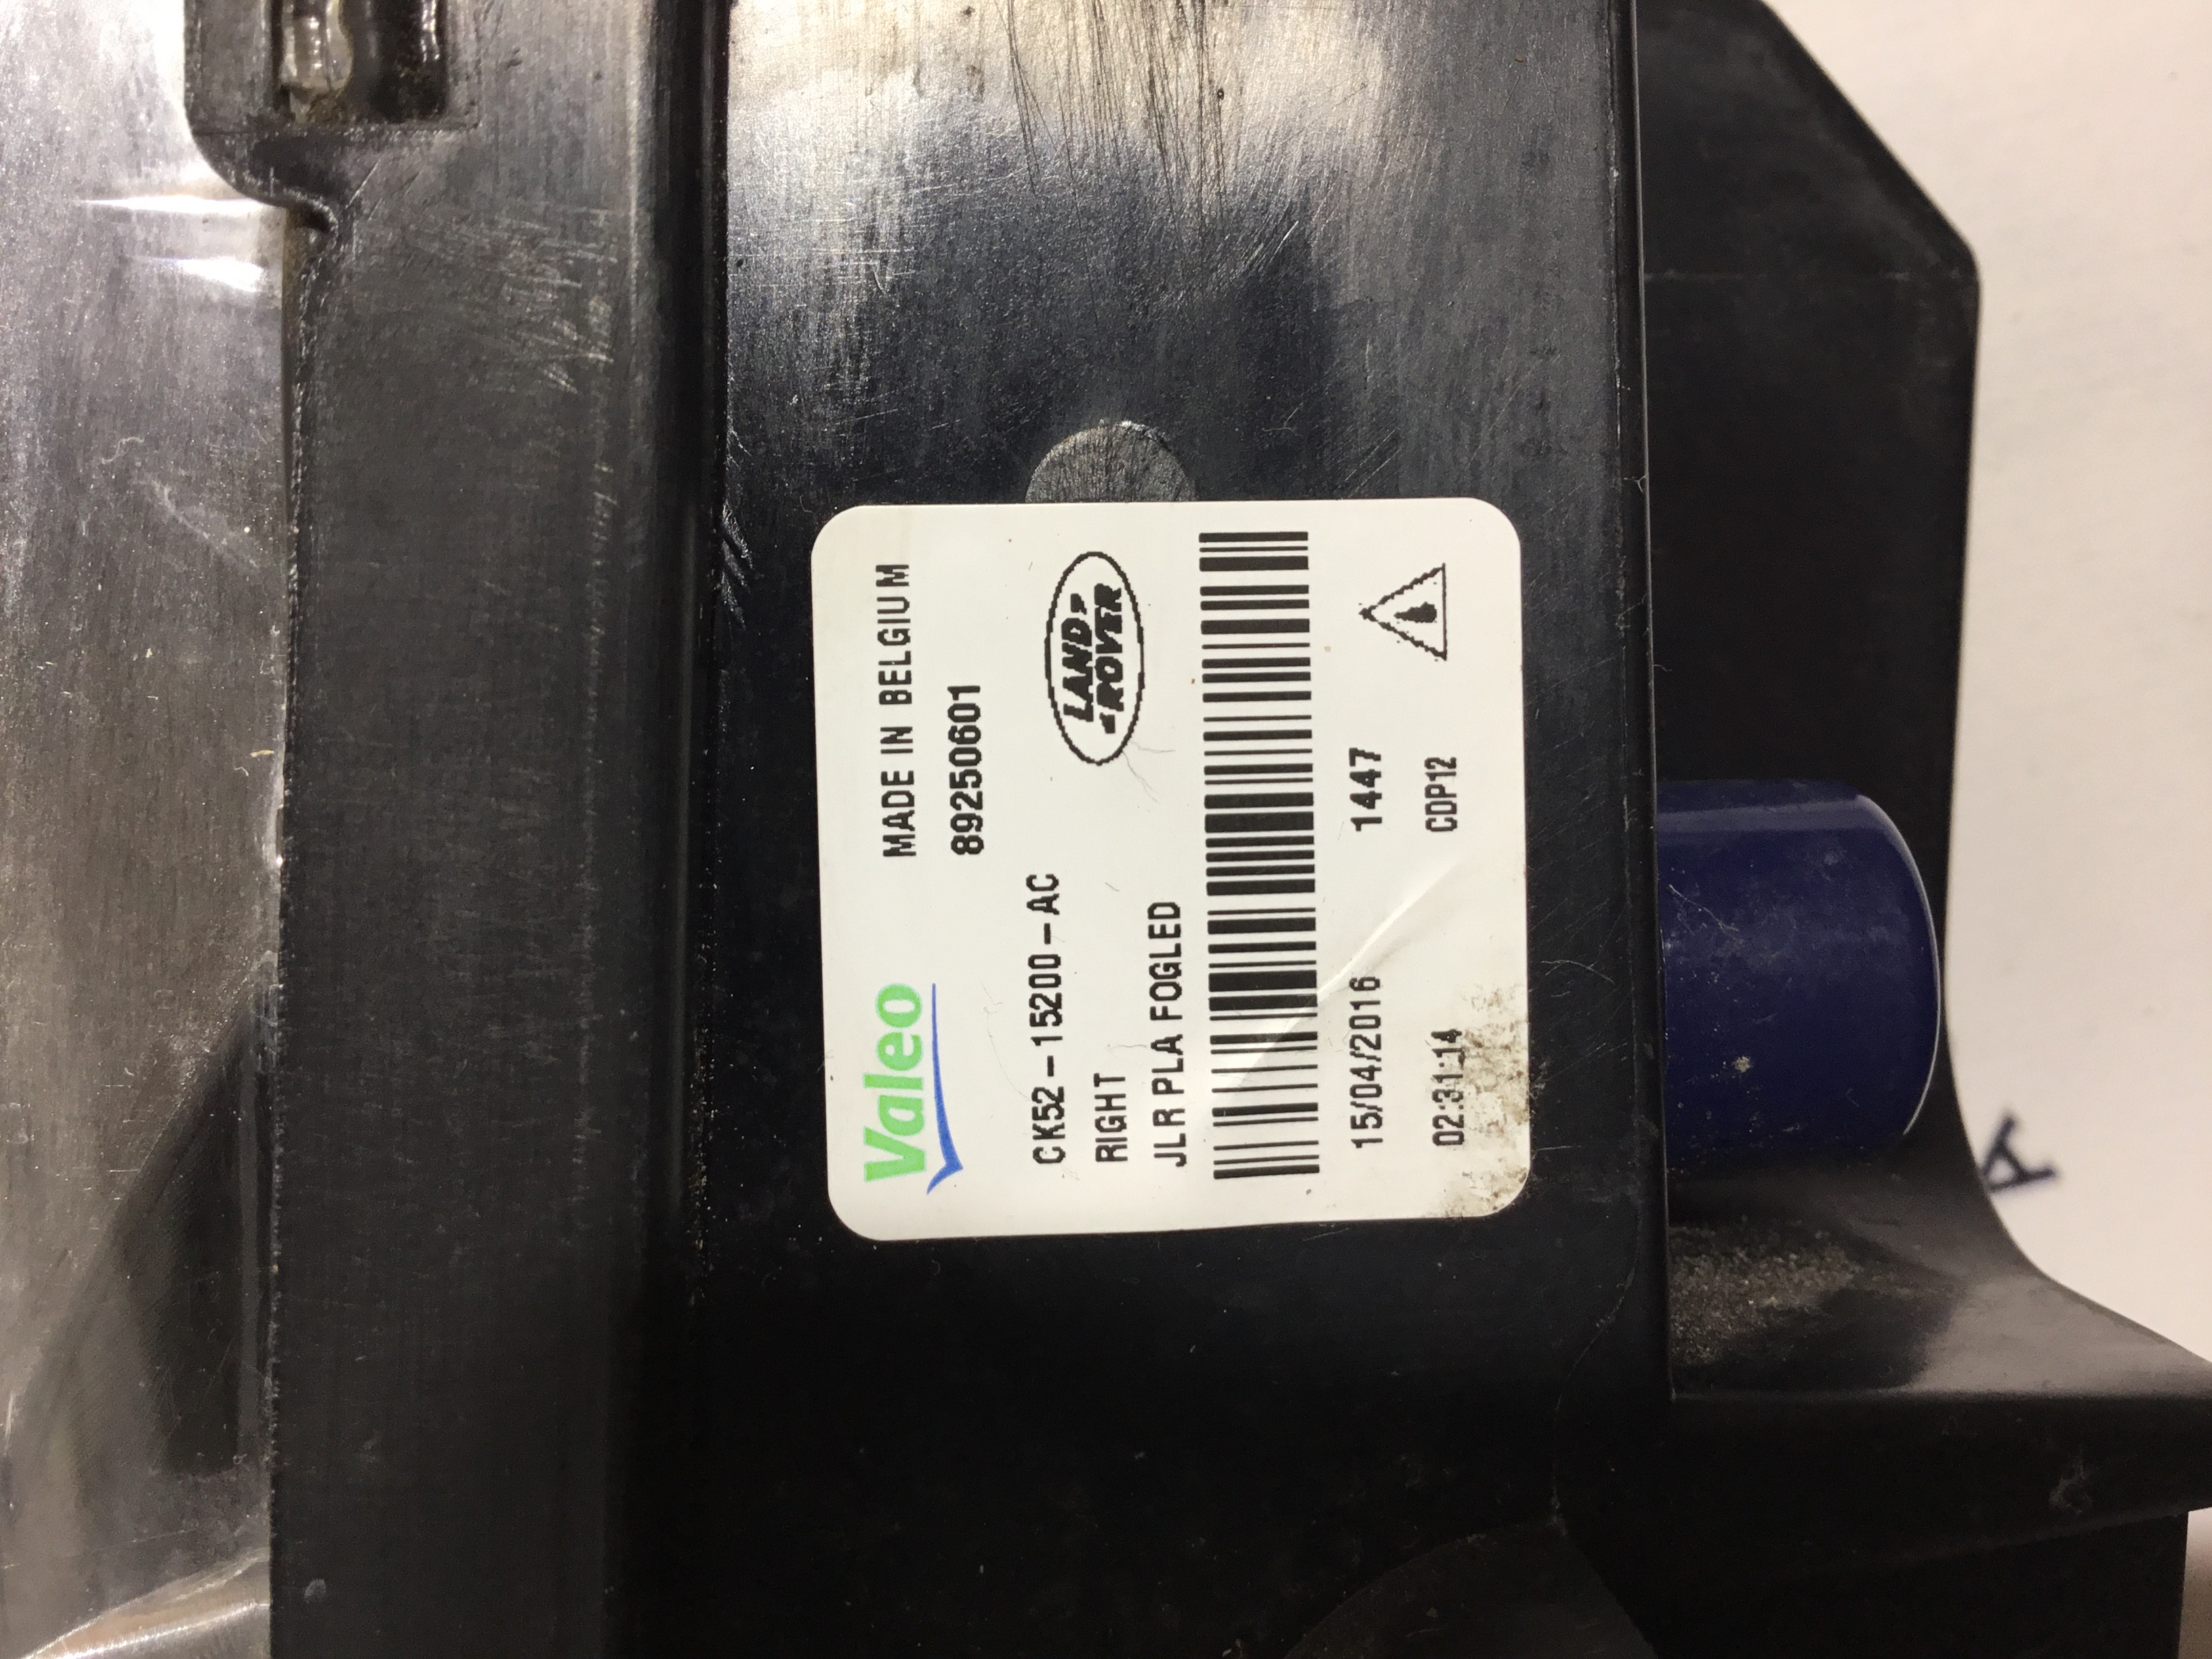 Valeo MADE IN BELGIUM
89250601
CK52-15200-AC
RIGHT
LAND ROVER
JLR PLA FOGLED
15/04/2016 1447
02:31:14 CDP12
A